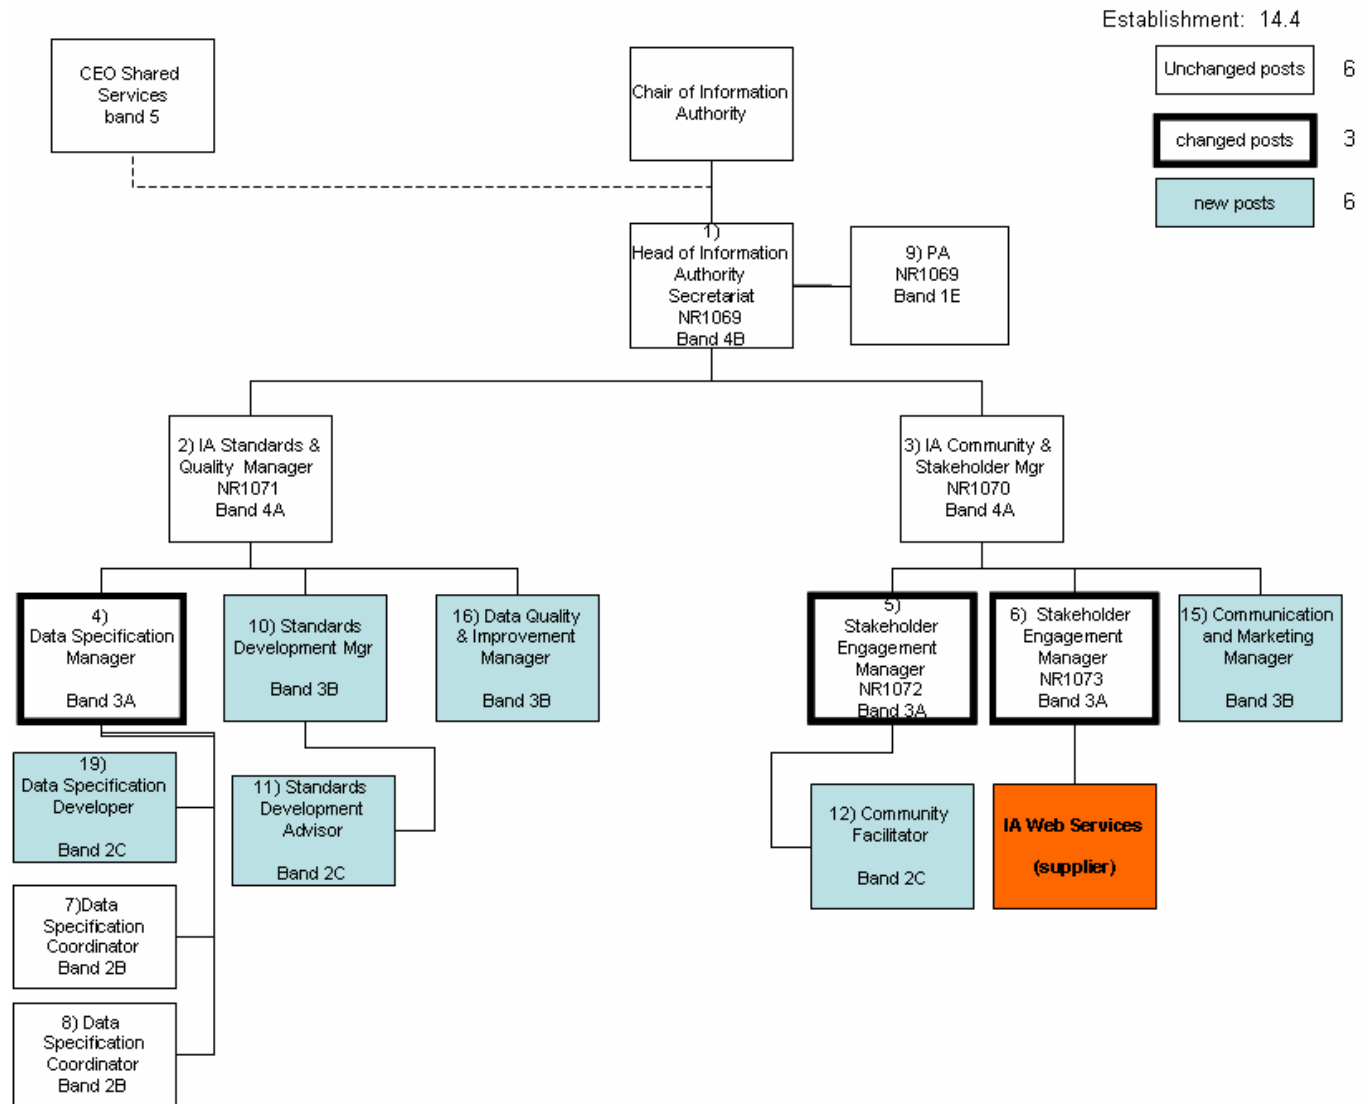 Establishment: 14.4
CEO Shared
Services
band 5
Chair of Information
Authority
Unchanged posts 6
changed posts 3
new posts 6
1)
Head of Information
Authority
Secretariat
NR1069
Band 4B
9) PA
NR1069
Band 1E
2) IA Standards &
Quality Manager
NR1071
Band 4A
3) IA Community &
Stakeholder Mgr
NR1070
Band 4A
4)
Data Specification
Manager
Band 3A
10) Standards
Development Mgr
Band 3B
16) Data Quality
& Improvement
Manager
Band 3B
5)
Stakeholder
Engagement
Manager
NR1072
Band 3A
6) Stakeholder
Engagement
Manager
NR1073
Band 3A
15) Communication
and Marketing
Manager
Band 3B
19)
Data Specification
Developer
Band 2C
11) Standards
Development
Advisor
Band 2C
12) Community
Facilitator
Band 2C
IA Web Services
(supplier)
7)Data
Specification
Coordinator
Band 2B
8) Data
Specification
Coordinator
Band 2B